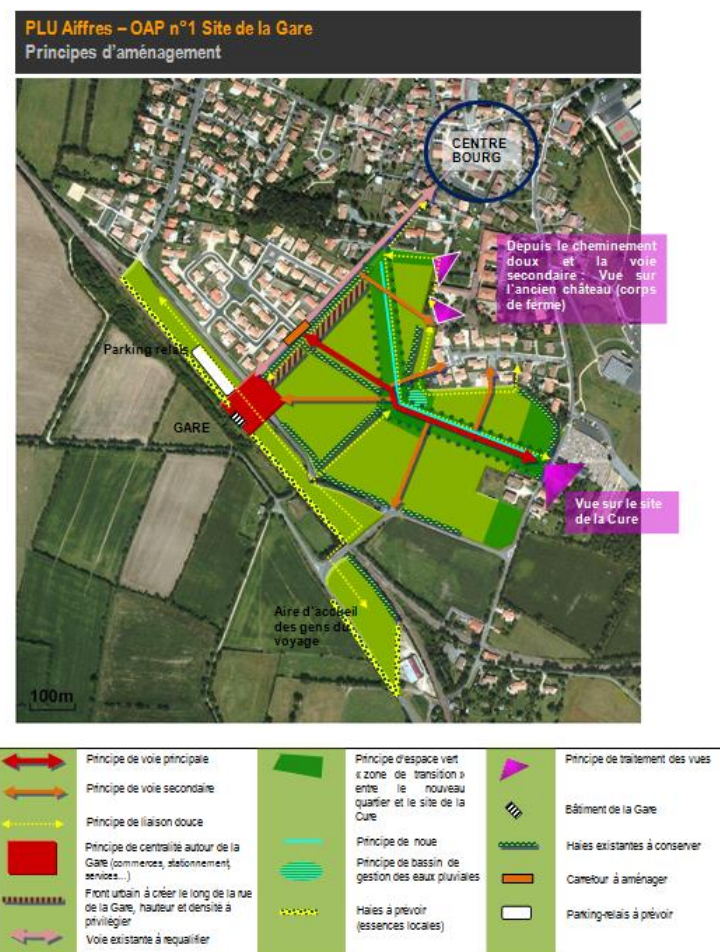 PLU Aiffres – OAP n°1 Site de la Gare
Principes d'aménagement
CENTRE
BOURG
Depuis le cheminement
doux et la voie
secondaire : Vue sur
l'ancien château (corps
de ferme)
Parking relais
GARE
Vue sur le site
de la Cure
Aire d'accueil
des gens du
voyage
100m
Principe de voie principale
Principe de voie secondaire
Principe de liaison douce
Principe de centralité autour de la
Gare (commerces, stationnement,
services...)
Front urbain à créer le long de la rue
de la Gare, hauteur et densité à
privilégier
Voie existante à requalifier
Principe d'espace vert
« zone de transition »
entre le nouveau
quartier et le site de la
Cure
Principe de noue
Principe de bassin de
gestion des eaux pluviales
Haies à prévoir
(essences locales)
Principe de traitement des vues
Bâtiment de la Gare
Haies existantes à conserver
Carrefour à aménager
Parking-relais à prévoir